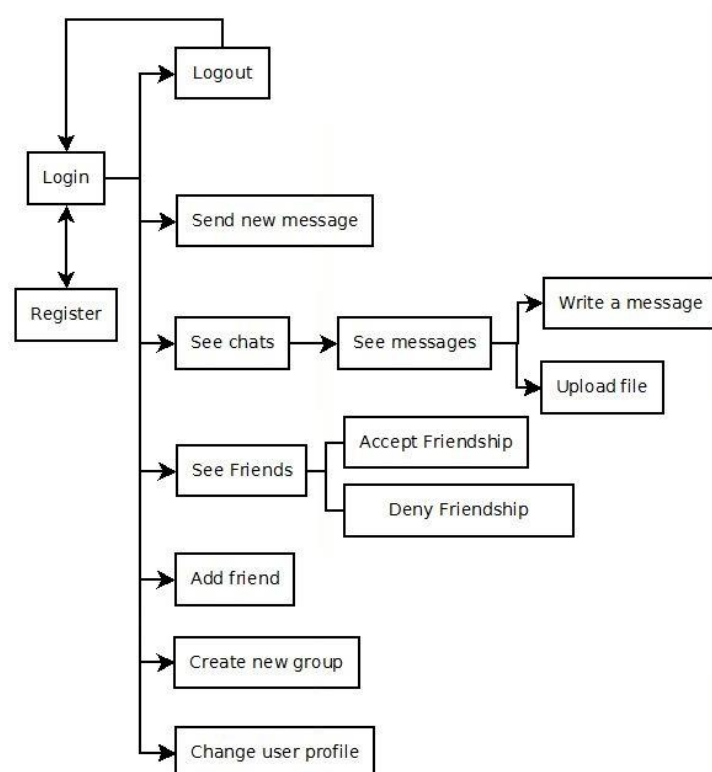 Logout
Login
Send new message
Register
See chats
See messages
Write a message
Upload file
See Friends
Accept Friendship
Deny Friendship
Add friend
Create new group
Change user profile